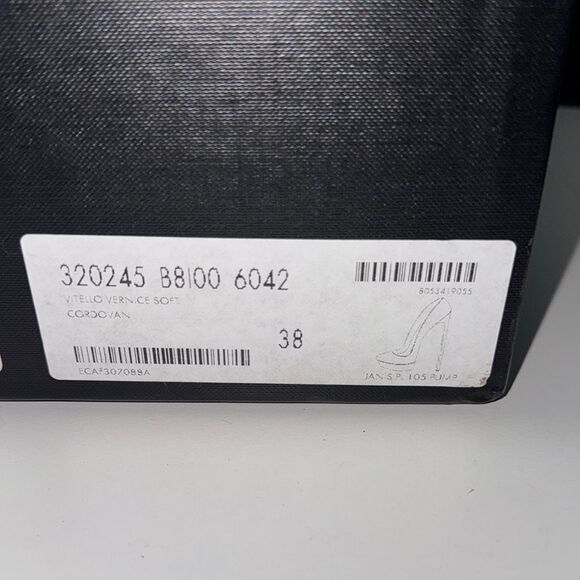 320245 B8I00 6042
VITELLO VERNICE SOFT
CORDOVAN
38
ECAF307088A
8053419055
JANIS P. 105 PUMP